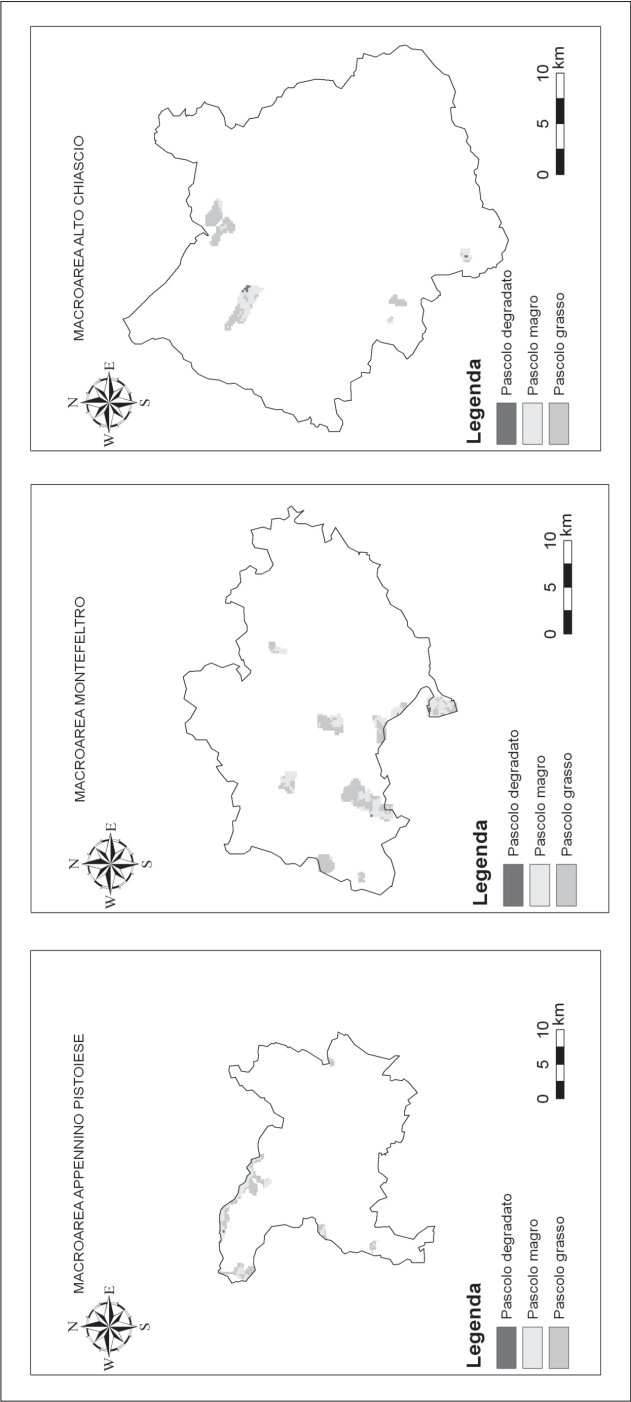 MACROAREA APPENNINO PISTOIESE
N
W
E
S
Legenda
Pascolo degradato
Pascolo magro
Pascolo grasso
0 5 10
km
MACROAREA MONTEFELTRO
N
W
E
S
Legenda
Pascolo degradato
Pascolo magro
Pascolo grasso
0 5 10
km
MACROAREA ALTO CHIASCIO
N
W
E
S
Legenda
Pascolo degradato
Pascolo magro
Pascolo grasso
0 5 10
km